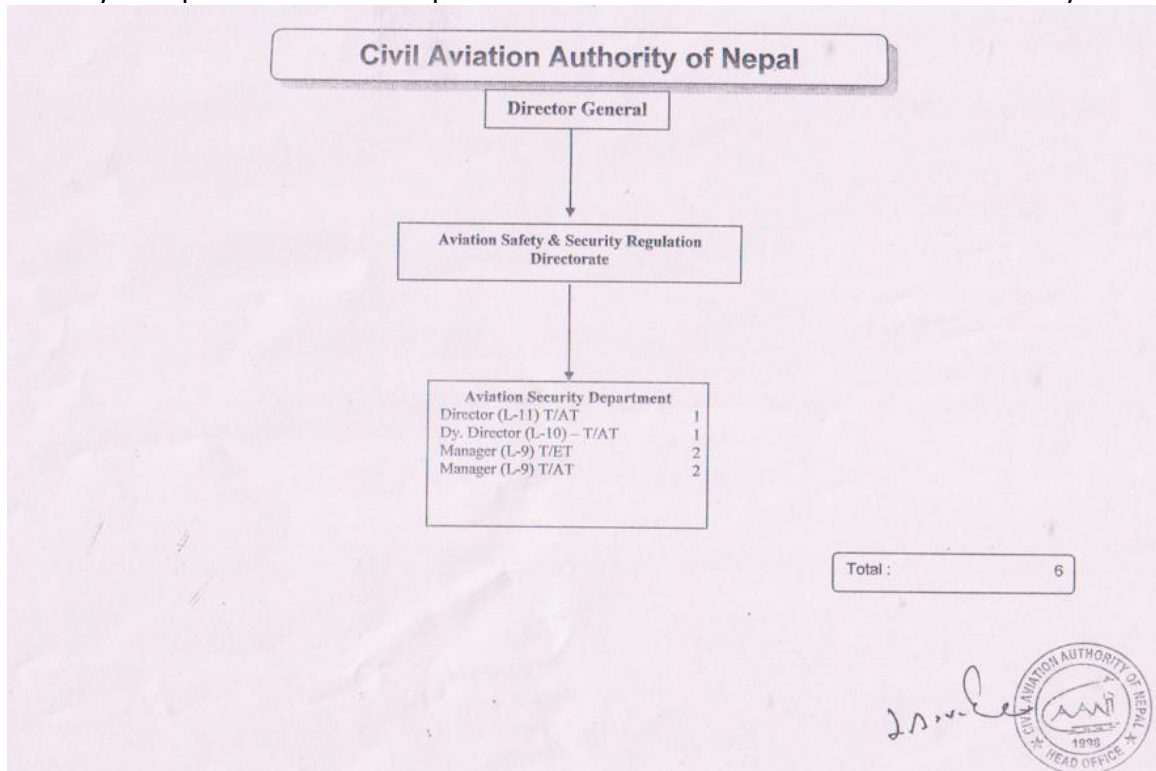 Civil Aviation Authority of Nepal
Director General
Aviation Safety & Security Regulation
Directorate
Aviation Security Department
Director (L-11) T/AT 1
Dy. Director (L-10) – T/AT 1
Manager (L-9) T/ET 2
Manager (L-9) T/AT 2
Total : 6
CIVIL AVIATION AUTHORITY OF NEPAL
1998
HEAD OFFICE